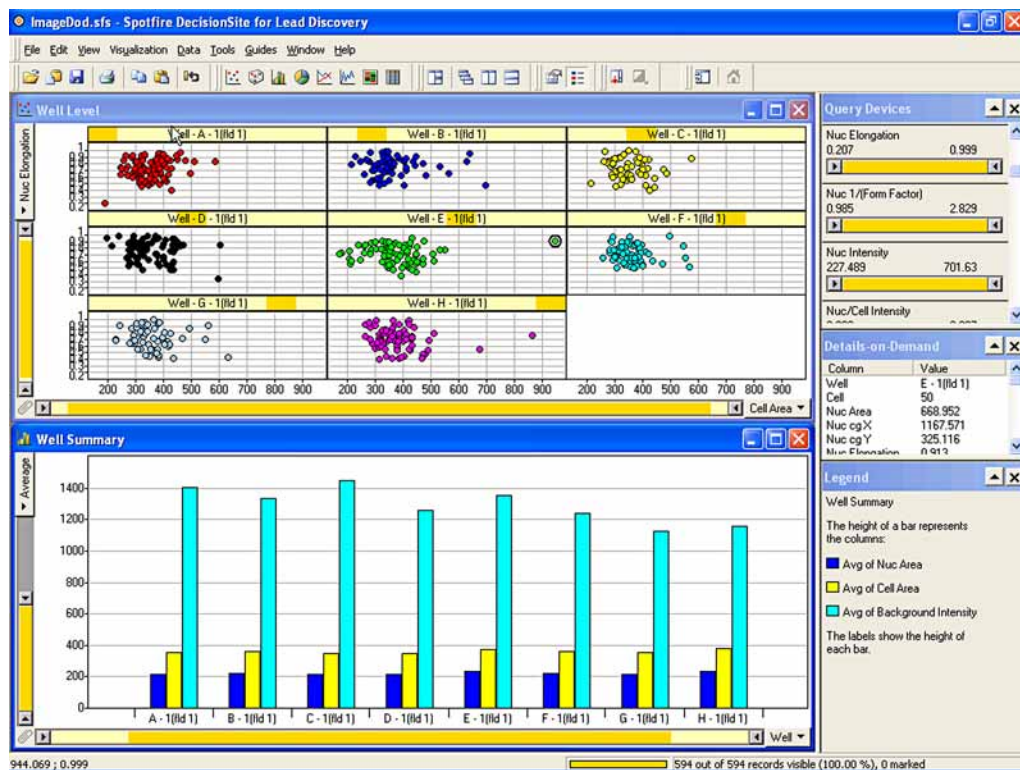 ImageDod.sfs - Spotfire DecisionSite for Lead Discovery
File Edit View Visualization Data Tools Guides Window Help
Well Level
Nuc Elongation
Well - A - 1(fld 1)
Well - B - 1(fld 1)
Well - C - 1(fld 1)
Well - D - 1(fld 1)
Well - E - 1(fld 1)
Well - F - 1(fld 1)
Well - G - 1(fld 1)
Well - H - 1(fld 1)
200 300 400 500 600 700 800 900 200 300 400 500 600 700 800 900 200 300 400 500 600 700 800 900
Cell Area
Well Summary
Average
1400
1200
1000
800
600
400
200
0
A - 1(fld 1) B - 1(fld 1) C - 1(fld 1) D - 1(fld 1) E - 1(fld 1) F - 1(fld 1) G - 1(fld 1) H - 1(fld 1)
Well
Query Devices
Nuc Elongation
0.207 0.999
Nuc 1/(Form Factor)
0.985 2.829
Nuc Intensity
227.489 701.63
Nuc/Cell Intensity
Details-on-Demand
Column Value
Well E - 1(fld 1)
Cell 50
Nuc Area 668.952
Nuc cg X 1167.571
Nuc cg Y 325.116
Nuc Elongation 0.913
Legend
Well Summary
The height of a bar represents
the columns:
Avg of Nuc Area
Avg of Cell Area
Avg of Background Intensity
The labels show the height of
each bar.
944.069 ; 0.999
594 out of 594 records visible (100.00 %), 0 marked